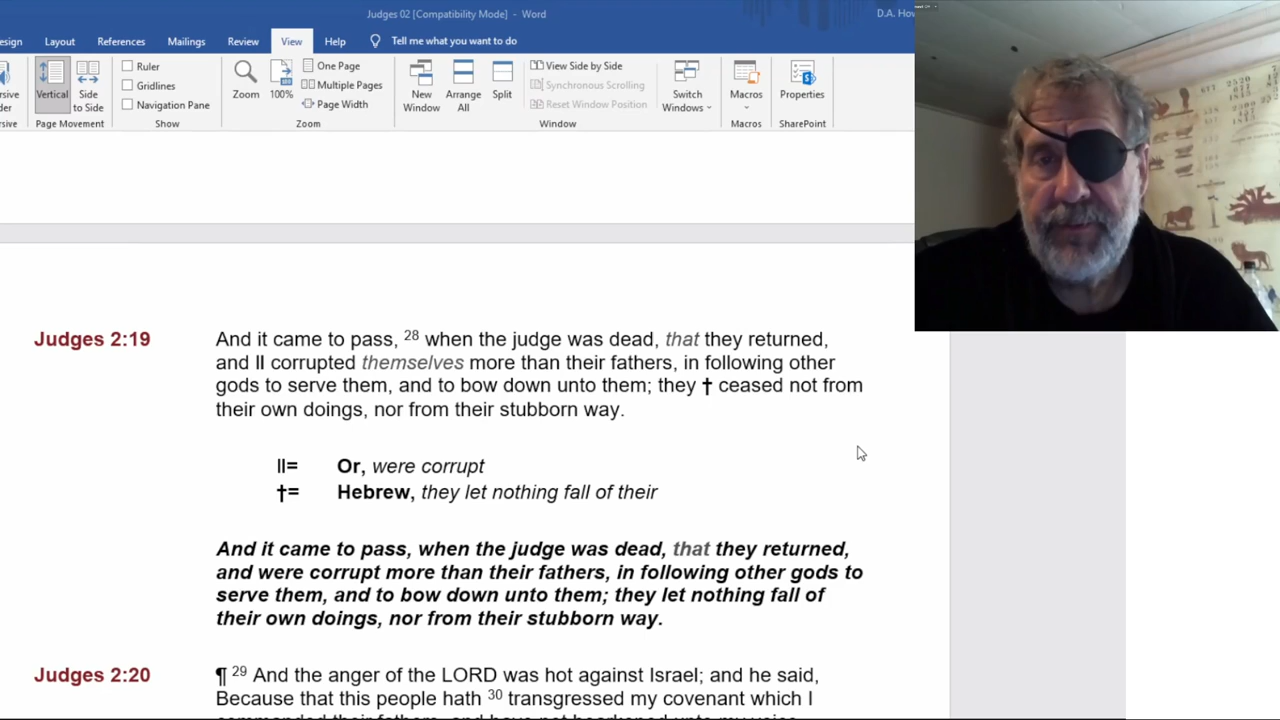 Judges 02 [Compatibility Mode] - Word
D.A. How
esign Layout References Mailings Review View Help Tell me what you want to do
Vertical
Side to Side
Page Movement
Ruler
Gridlines
Navigation Pane
Show
Zoom
100%
One Page
Multiple Pages
Page Width
Zoom
New Window
Arrange All
Split
View Side by Side
Synchronous Scrolling
Reset Window Position
Window
Switch Windows
Macros
Macros
Properties
SharePoint
Judges 2:19 And it came to pass, 28 when the judge was dead, that they returned,
and || corrupted themselves more than their fathers, in following other
gods to serve them, and to bow down unto them; they † ceased not from
their own doings, nor from their stubborn way.
||= Or, were corrupt
†= Hebrew, they let nothing fall of their
And it came to pass, when the judge was dead, that they returned,
and were corrupt more than their fathers, in following other gods to
serve them, and to bow down unto them; they let nothing fall of
their own doings, nor from their stubborn way.
Judges 2:20 ¶ 29 And the anger of the LORD was hot against Israel; and he said,
Because that this people hath 30 transgressed my covenant which I